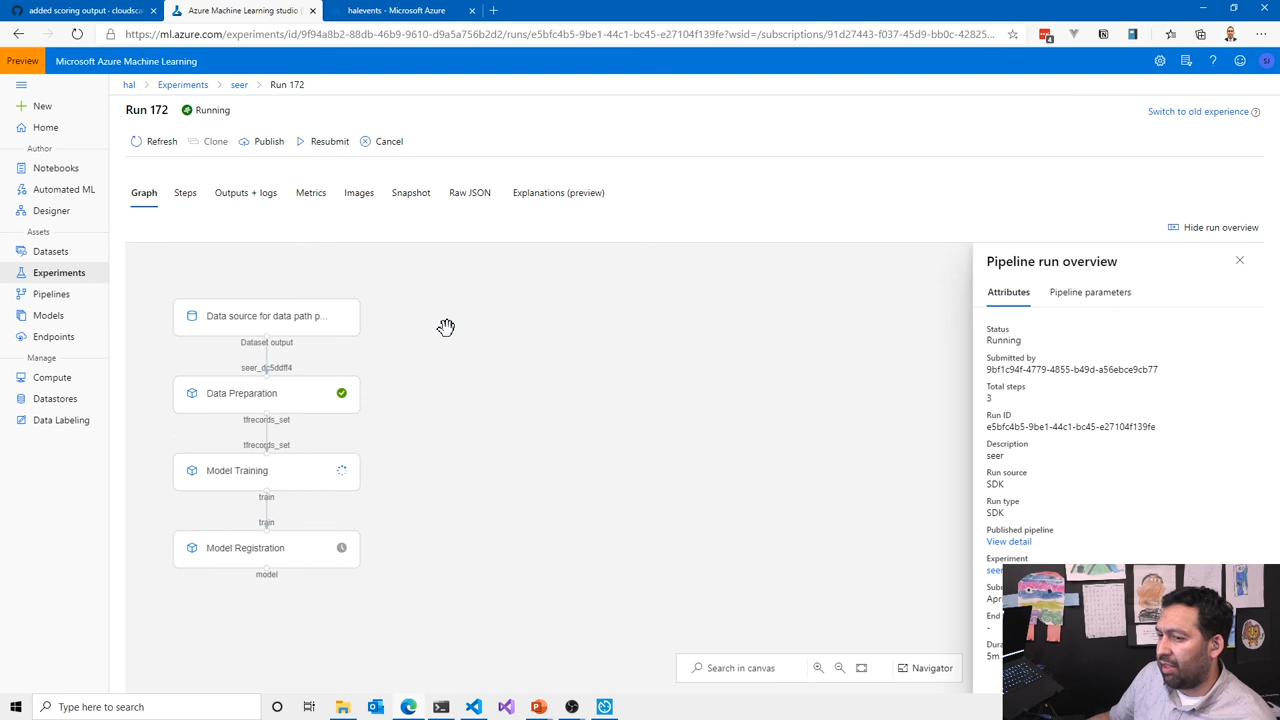 added scoring output - cloudsca
Azure Machine Learning studio (
halevents - Microsoft Azure
https://ml.azure.com/experiments/id/9f94a8b2-88db-46b9-9610-d9a5a756b2d2/runs/e5bfc4b5-9be1-44c1-bc45-e27104f139fe?wsid=/subscriptions/91d27443-f037-45d9-bb0c-42825...
Preview
Microsoft Azure Machine Learning
SJ
hal > Experiments > seer > Run 172
New
Run 172 Running
Switch to old experience
Home
Refresh Clone Publish Resubmit Cancel
Author
Notebooks
Automated ML
Designer
Graph Steps Outputs + logs Metrics Images Snapshot Raw JSON Explanations (preview)
Assets
Datasets
Experiments
Pipelines
Models
Endpoints
Manage
Compute
Datastores
Data Labeling
Hide run overview
Data source for data path p...
Dataset output
seer_dc5ddff4
Data Preparation
tfrecords_set
tfrecords_set
Model Training
train
train
Model Registration
model
Search in canvas
Navigator
Pipeline run overview
Attributes Pipeline parameters
Status
Running
Submitted by
9bf1c94f-4779-4855-b49d-a56ebce9cb77
Total steps
3
Run ID
e5bfc4b5-9be1-44c1-bc45-e27104f139fe
Description
seer
Run source
SDK
Run type
SDK
Published pipeline
View detail
Experiment
seer
Type here to search